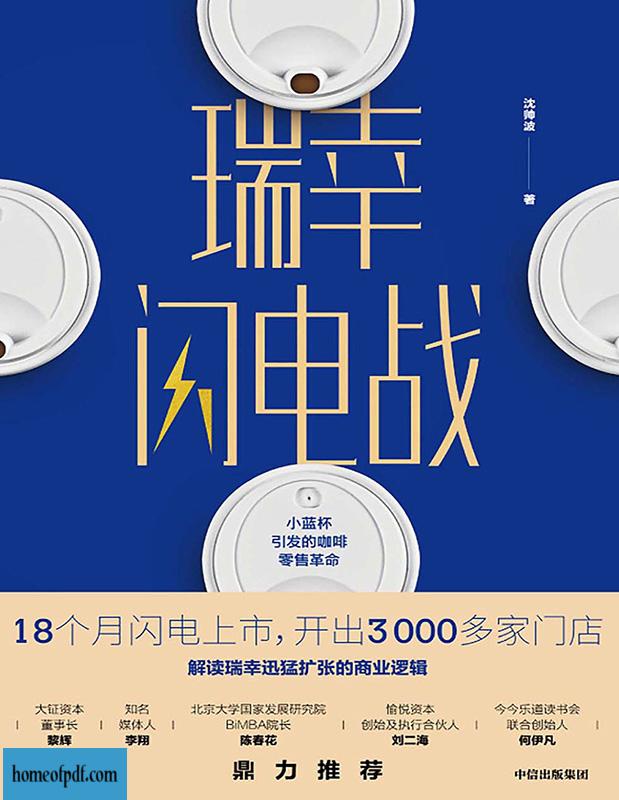 瑞幸
闪电战
沈帅波 著
小蓝杯
引发的咖啡
零售革命
18个月闪电上市，开出3000多家门店
解读瑞幸迅猛扩张的商业逻辑
大钲资本
董事长
黎辉
知名
媒体人
李翔
北京大学国家发展研究院
BiMBA院长
陈春花
愉悦资本
创始及执行合伙人
刘二海
今今乐道读书会
联合创始人
何伊凡
鼎力推荐
中信出版集团
homeofpdf.com